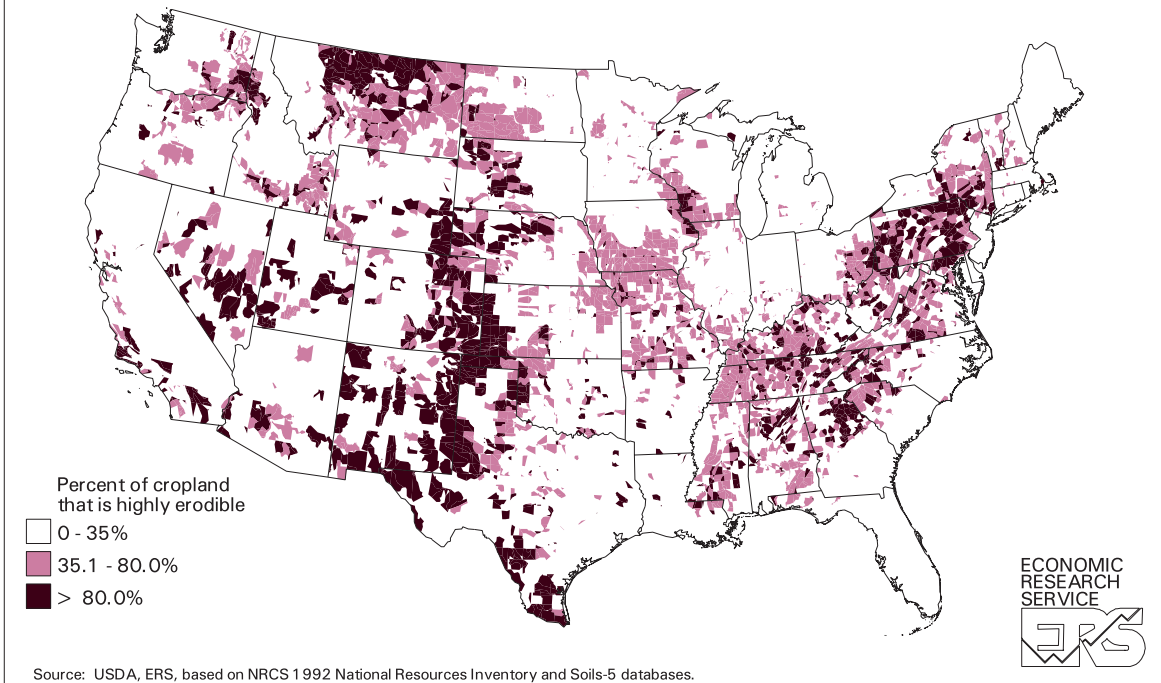 Percent of cropland
that is highly erodible
0 - 35%
35.1 - 80.0%
> 80.0%
ECONOMIC
RESEARCH
SERVICE
ERS
Source: USDA, ERS, based on NRCS 1992 National Resources Inventory and Soils-5 databases.